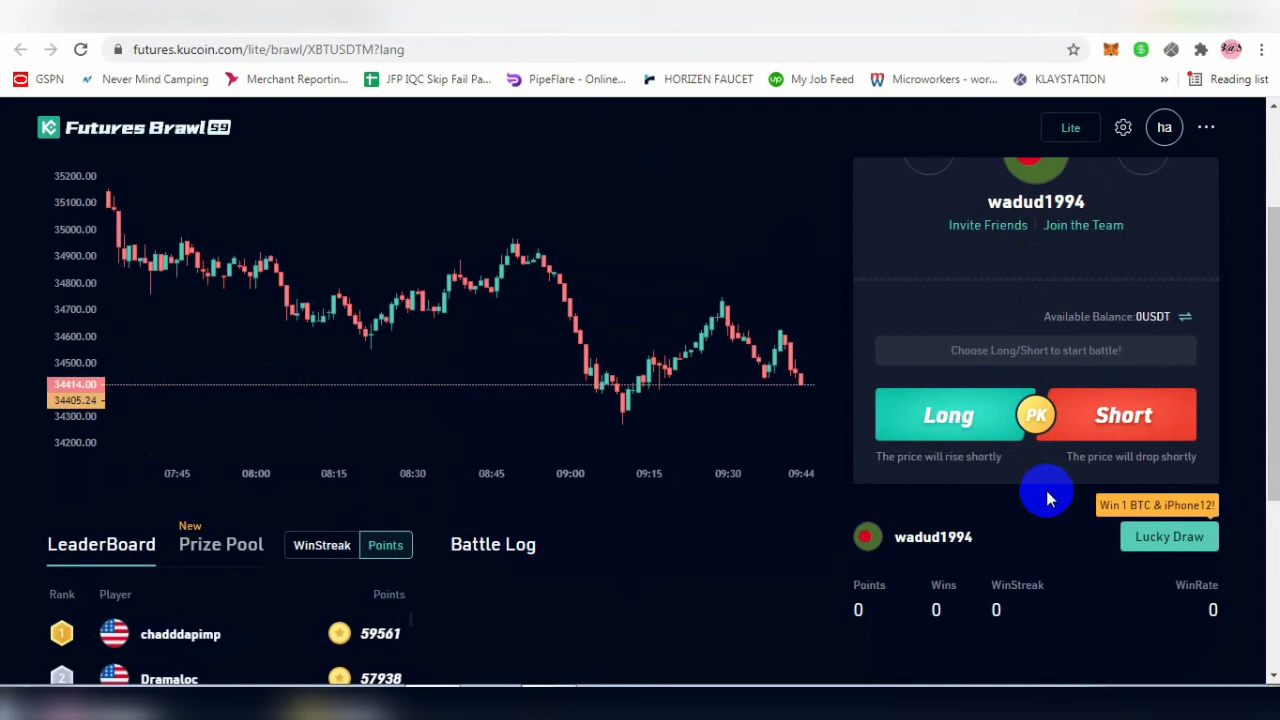 futures.kucoin.com/lite/brawl/XBTUSDTM?lang
GSPN Never Mind Camping Merchant Reportin... JFP IQC Skip Fail Pa... PipeFlare - Online... HORIZEN FAUCET My Job Feed Microworkers - wor... KLAYSTATION » Reading list
Futures Brawl S9 Lite ha
35200.00
35100.00
35000.00
34900.00
34800.00
34700.00
34600.00
34500.00
34414.00
34405.24
34300.00
34200.00
07:45 08:00 08:15 08:30 08:45 09:00 09:15 09:30 09:44
wadud1994
Invite Friends Join the Team
Available Balance:0USDT
Choose Long/Short to start battle!
Long PK Short
The price will rise shortly The price will drop shortly
Win 1 BTC & iPhone12!
wadud1994 Lucky Draw
Points Wins WinStreak WinRate
0 0 0 0
New
LeaderBoard Prize Pool WinStreak Points Battle Log
Rank Player Points
1 chadddapimp 59561
2 Dramaloc 57938